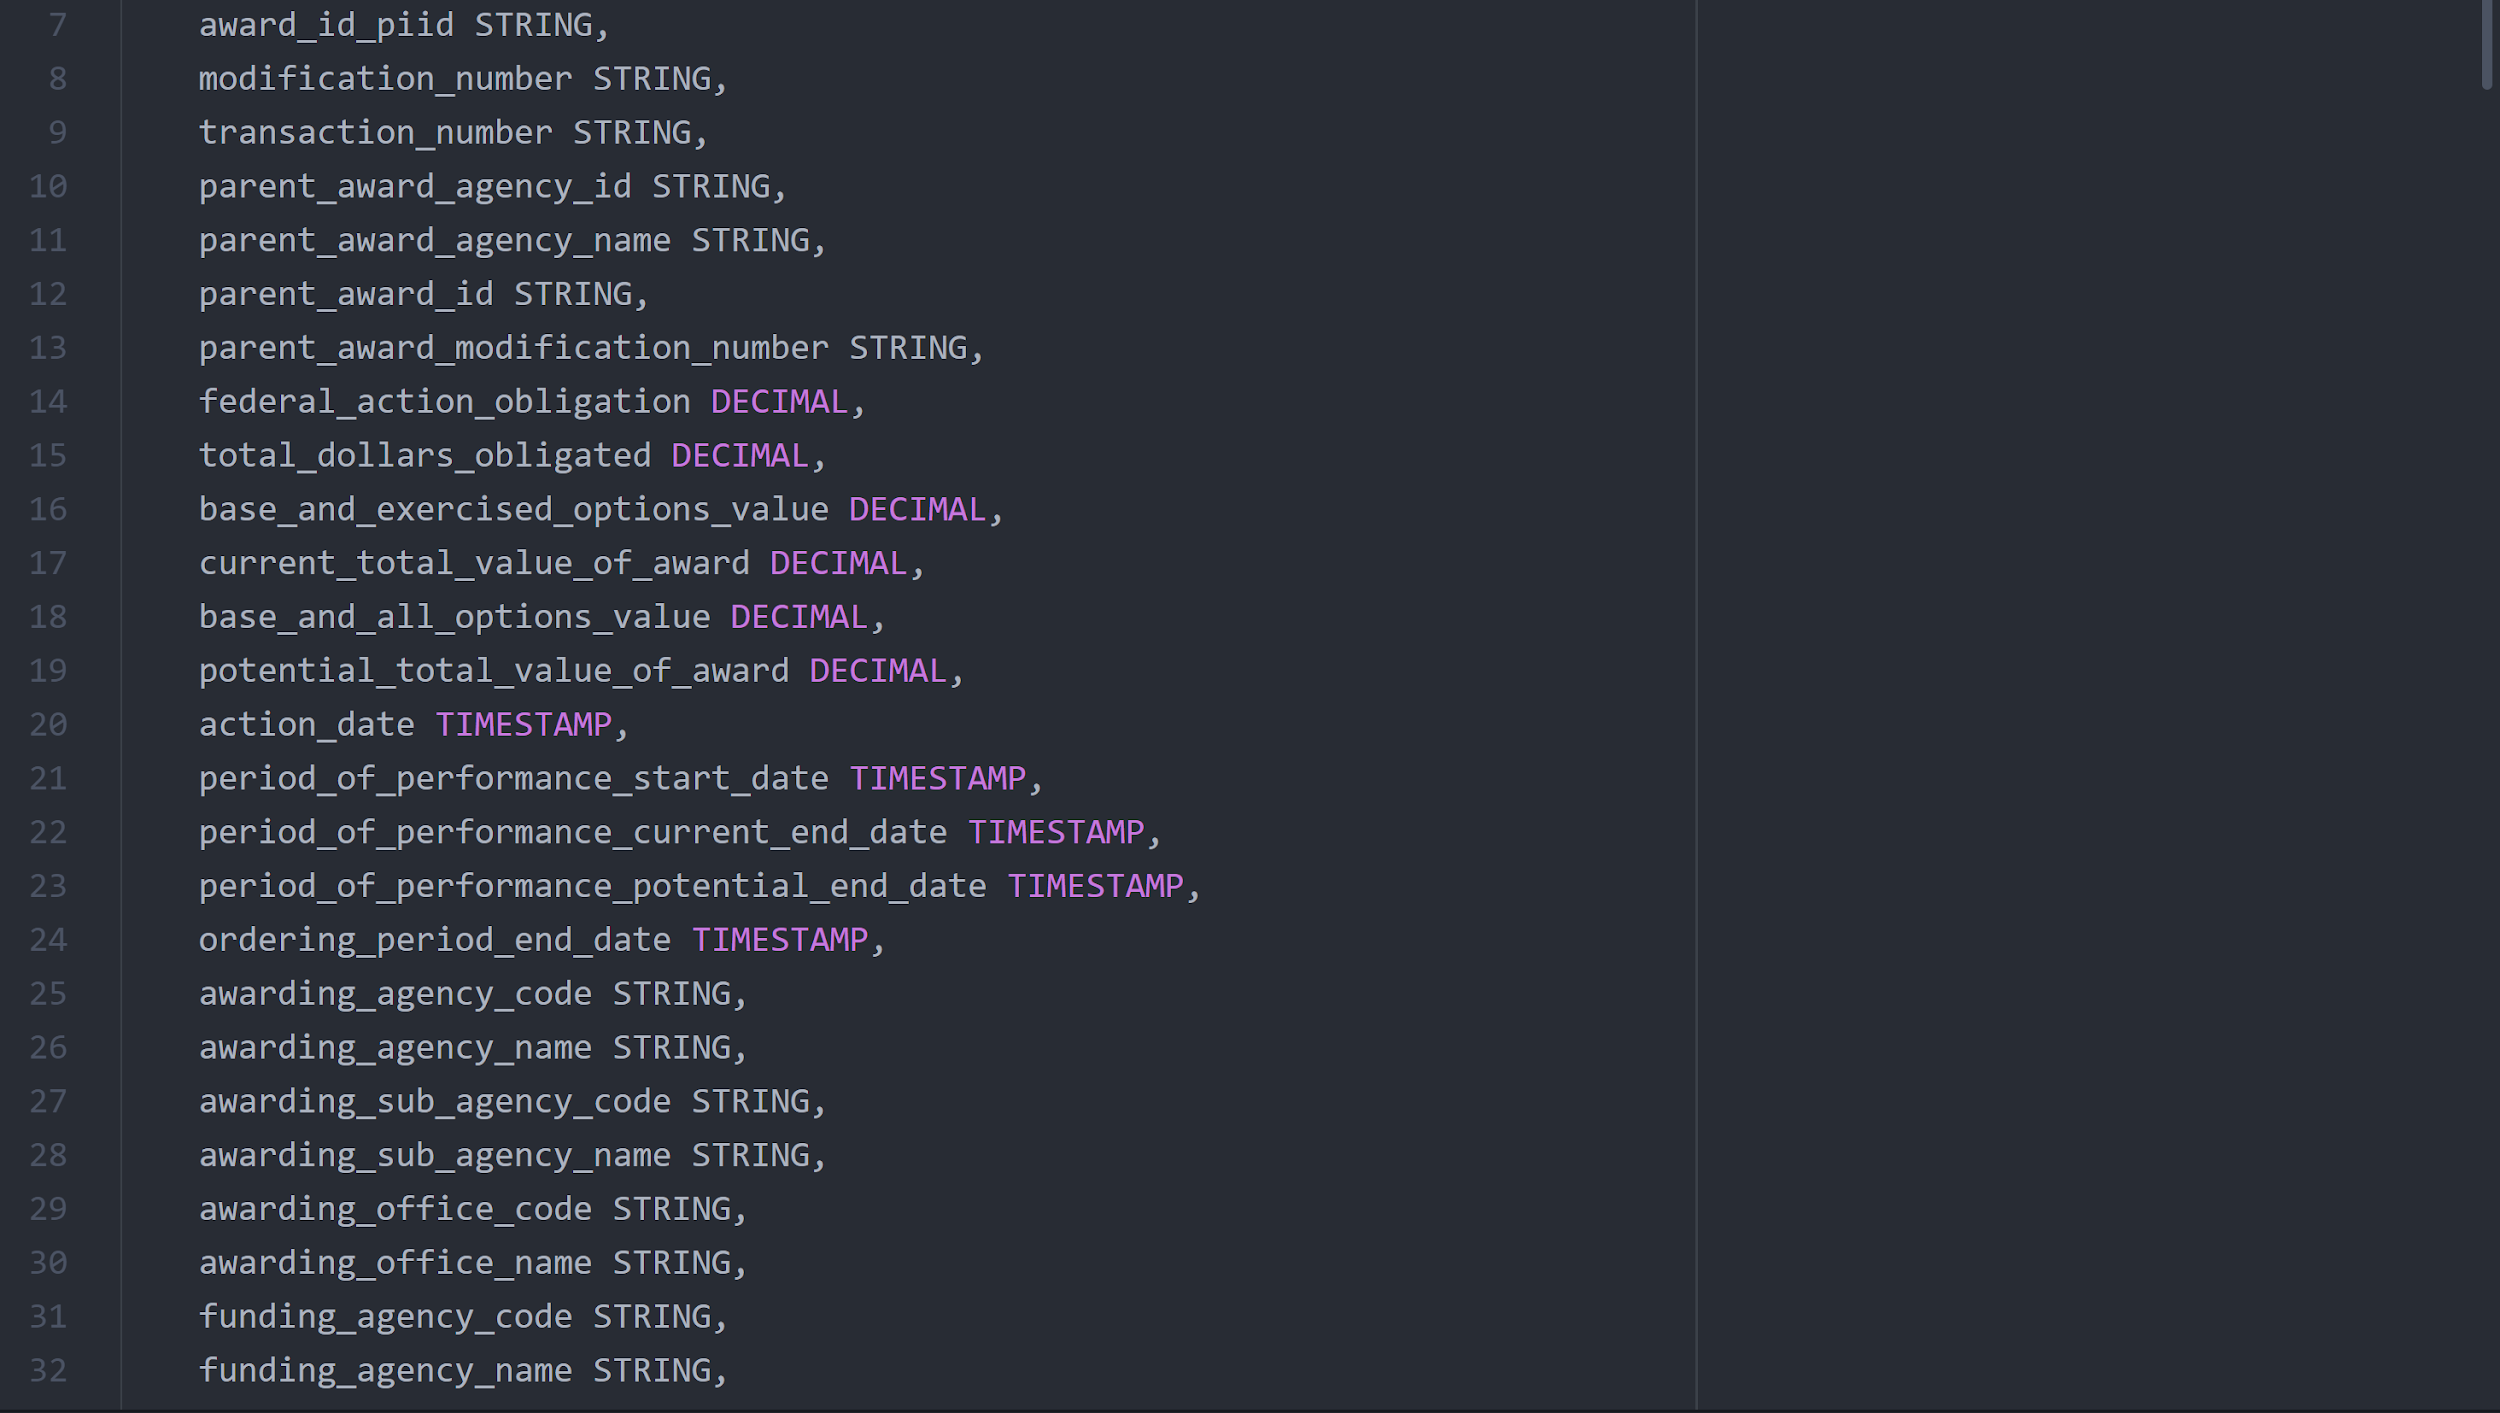 7 award_id_piid STRING,
8 modification_number STRING,
9 transaction_number STRING,
10 parent_award_agency_id STRING,
11 parent_award_agency_name STRING,
12 parent_award_id STRING,
13 parent_award_modification_number STRING,
14 federal_action_obligation DECIMAL,
15 total_dollars_obligated DECIMAL,
16 base_and_exercised_options_value DECIMAL,
17 current_total_value_of_award DECIMAL,
18 base_and_all_options_value DECIMAL,
19 potential_total_value_of_award DECIMAL,
20 action_date TIMESTAMP,
21 period_of_performance_start_date TIMESTAMP,
22 period_of_performance_current_end_date TIMESTAMP,
23 period_of_performance_potential_end_date TIMESTAMP,
24 ordering_period_end_date TIMESTAMP,
25 awarding_agency_code STRING,
26 awarding_agency_name STRING,
27 awarding_sub_agency_code STRING,
28 awarding_sub_agency_name STRING,
29 awarding_office_code STRING,
30 awarding_office_name STRING,
31 funding_agency_code STRING,
32 funding_agency_name STRING,